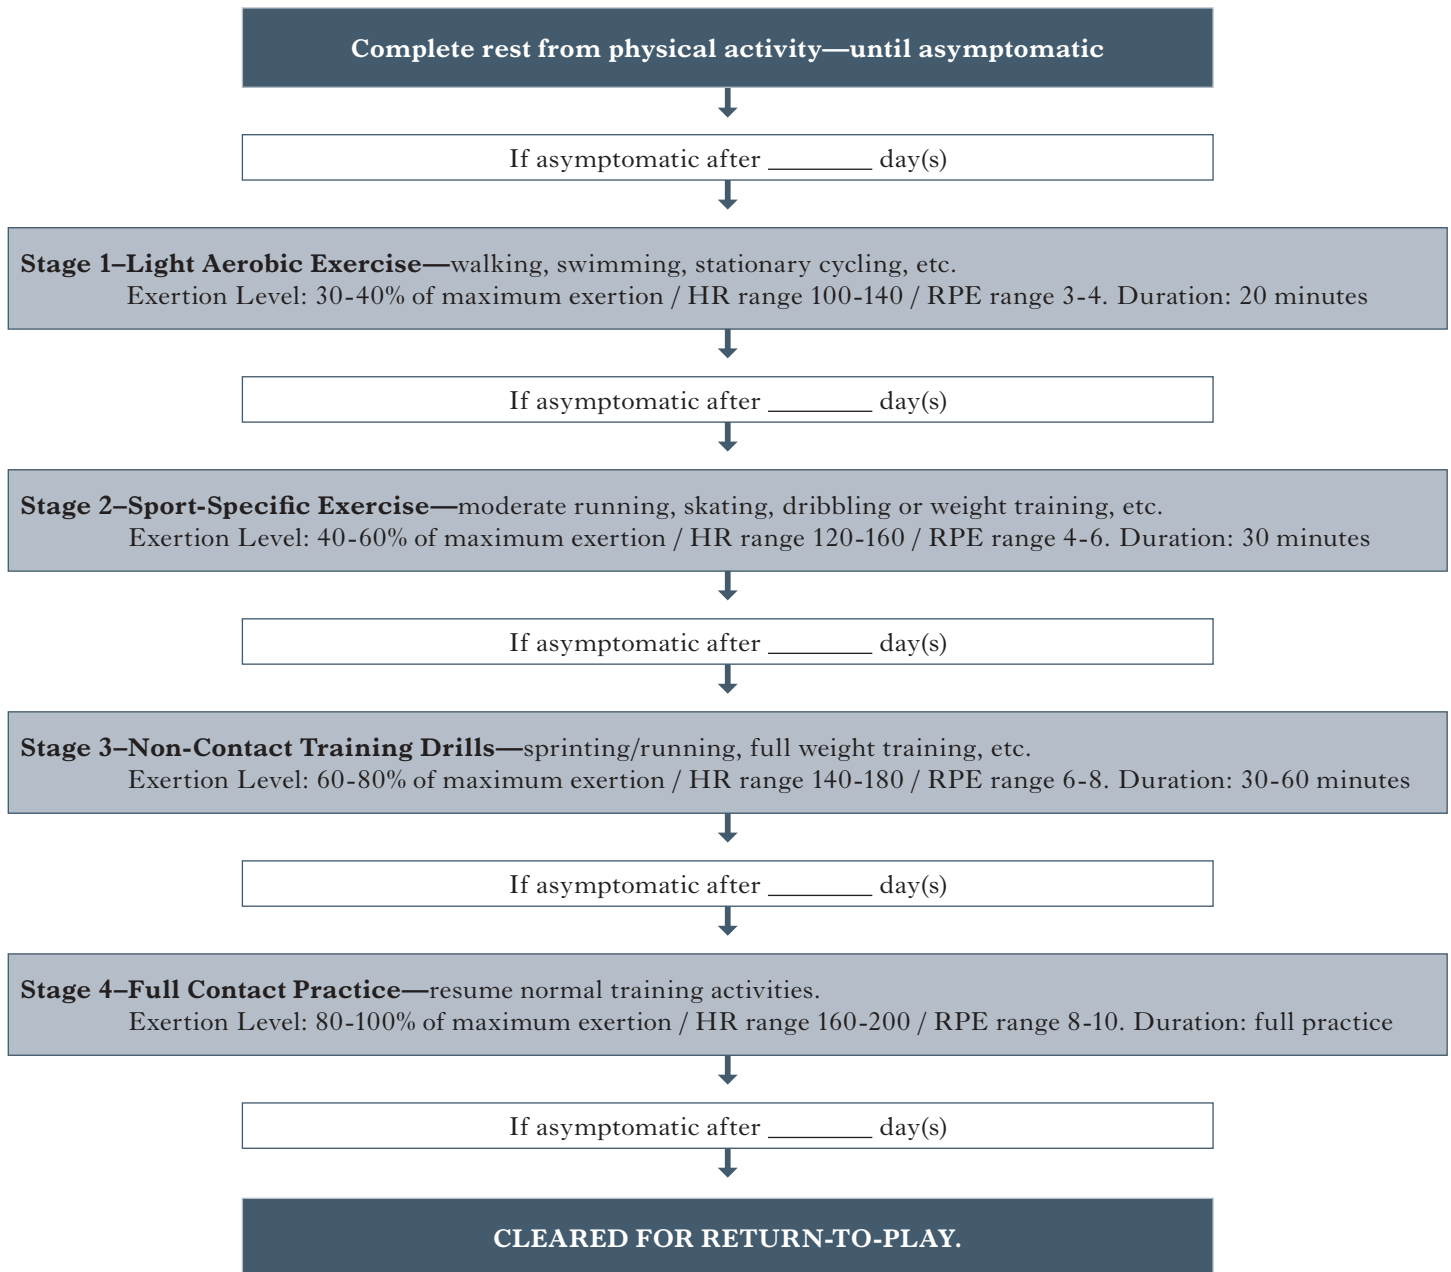 Complete rest from physical activity—until asymptomatic
If asymptomatic after ________ day(s)
Stage 1–Light Aerobic Exercise—walking, swimming, stationary cycling, etc.
Exertion Level: 30-40% of maximum exertion / HR range 100-140 / RPE range 3-4. Duration: 20 minutes
If asymptomatic after ________ day(s)
Stage 2–Sport-Specific Exercise—moderate running, skating, dribbling or weight training, etc.
Exertion Level: 40-60% of maximum exertion / HR range 120-160 / RPE range 4-6. Duration: 30 minutes
If asymptomatic after ________ day(s)
Stage 3–Non-Contact Training Drills—sprinting/running, full weight training, etc.
Exertion Level: 60-80% of maximum exertion / HR range 140-180 / RPE range 6-8. Duration: 30-60 minutes
If asymptomatic after ________ day(s)
Stage 4–Full Contact Practice—resume normal training activities.
Exertion Level: 80-100% of maximum exertion / HR range 160-200 / RPE range 8-10. Duration: full practice
If asymptomatic after ________ day(s)
CLEARED FOR RETURN-TO-PLAY.